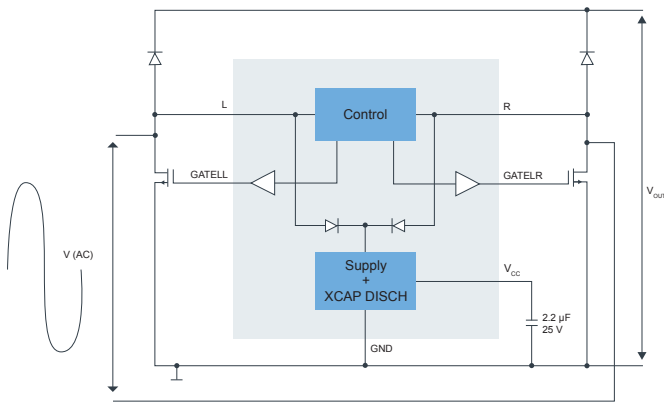 L
Control
R
GATELL
GATELR
V (AC)
Supply
+
XCAP DISCH
VCC
VOUT
2.2 µF
25 V
GND